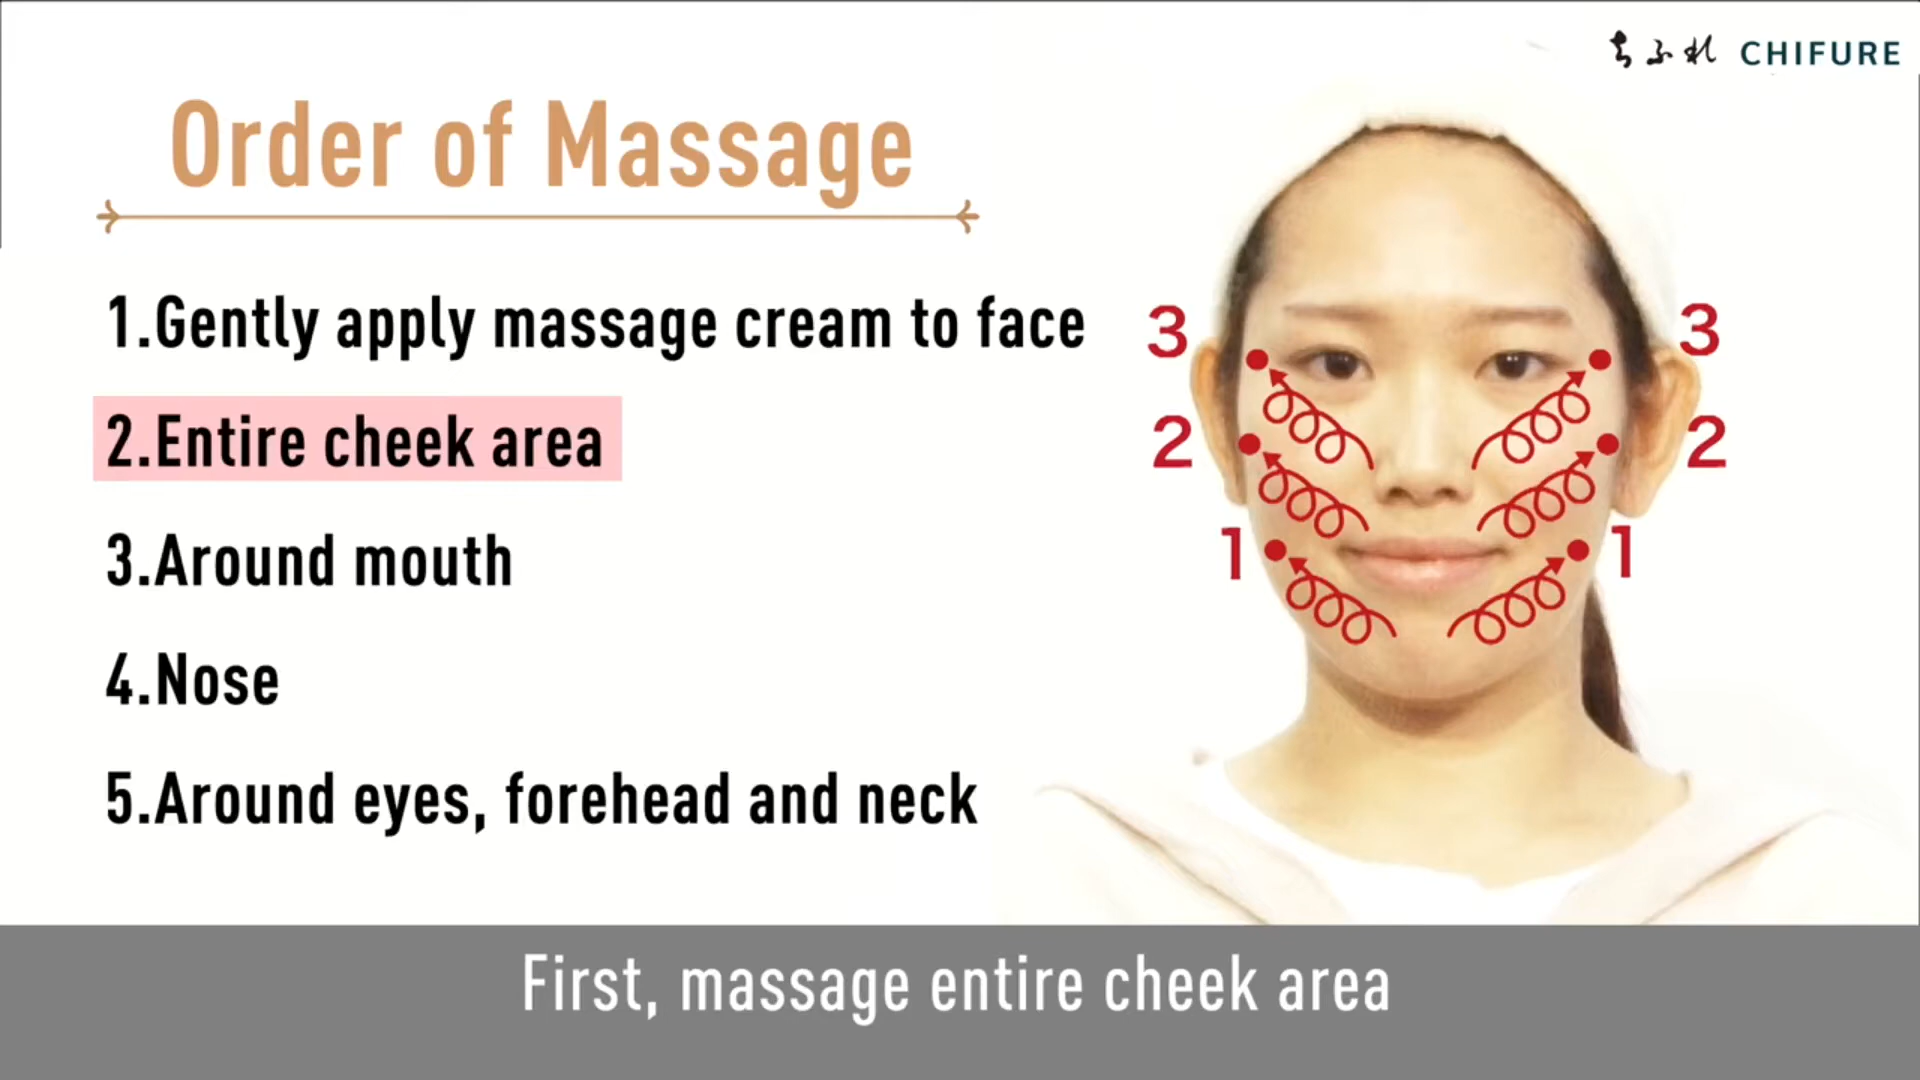 ちふれ CHIFURE
Order of Massage
1.Gently apply massage cream to face
2.Entire cheek area
3.Around mouth
4.Nose
5.Around eyes, forehead and neck
3 3
2 2
1 1
First, massage entire cheek area